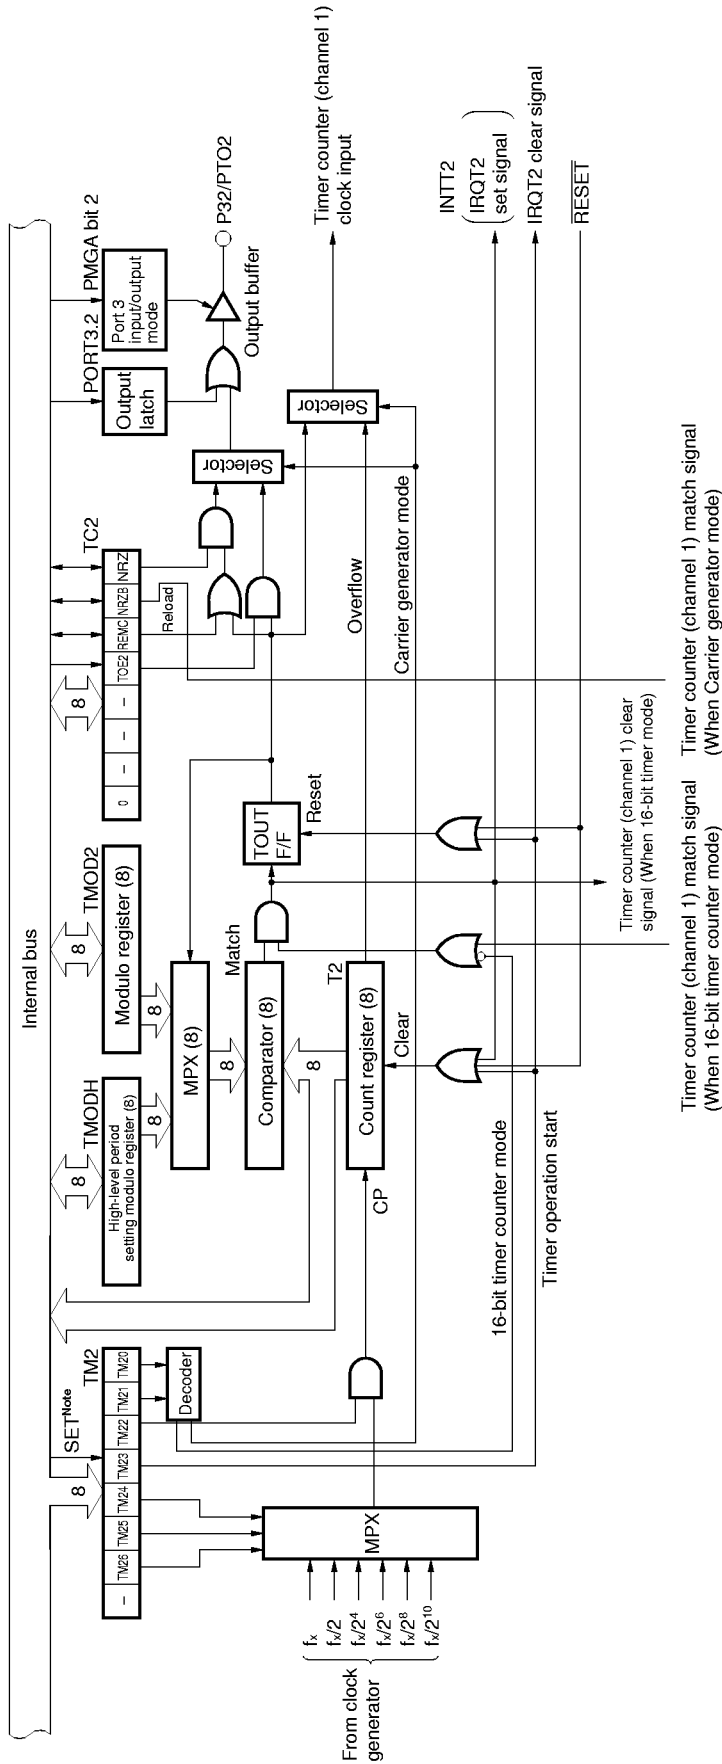 Internal bus
8
SET^Note
TM2
–
TM26
TM25
TM24
TM23
TM22
TM21
TM20
Decoder
8
TMODH
High-level period
setting modulo register (8)
8
8
TMOD2
Modulo register (8)
8
MPX (8)
8
Match
Comparator (8)
8
T2
Count register (8)
Clear
CP
8
TC2
0
–
–
–
TOE2
REMC
NRZB
NRZ
Reload
PORT3.2
Output
latch
PMGA bit 2
Port 3
input/output
mode
P32/PTO2
Output buffer
Selector
Selector
Timer counter (channel 1)
clock input
TOUT
F/F
Reset
Overflow
Carrier generator mode
From clock
generator
fx
fx/2
fx/2^4
fx/2^6
fx/2^8
fx/2^10
MPX
16-bit timer counter mode
Timer operation start
INTT2
IRQT2
set signal
IRQT2 clear signal
RESET
Timer counter (channel 1) clear
signal (When 16-bit timer mode)
Timer counter (channel 1) match signal
(When 16-bit timer counter mode)
Timer counter (channel 1) match signal
(When Carrier generator mode)